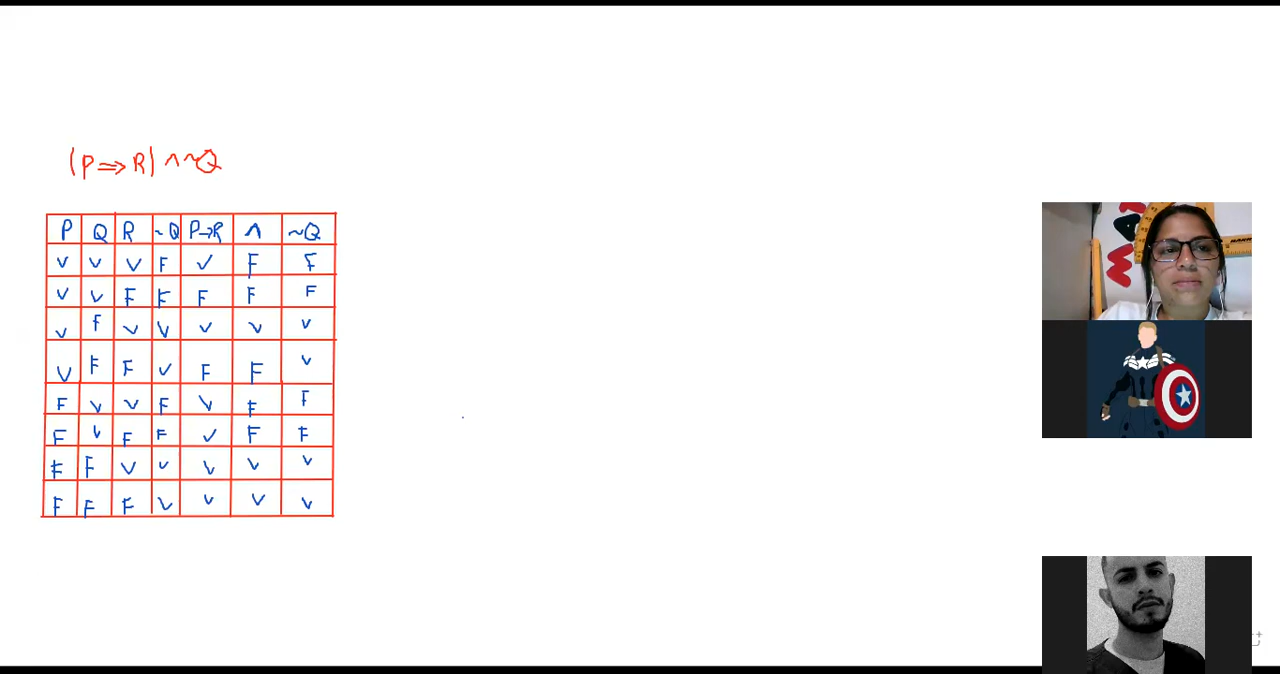 (P⇒R) ∧ ~Q
P Q R ~Q P→R ∧ ~Q
V V V F V F F
V V F F F F F
V F V V V V V
V F F V F F V
F V V F V F F
F V F F V F F
F F V V V V V
F F F V V V V